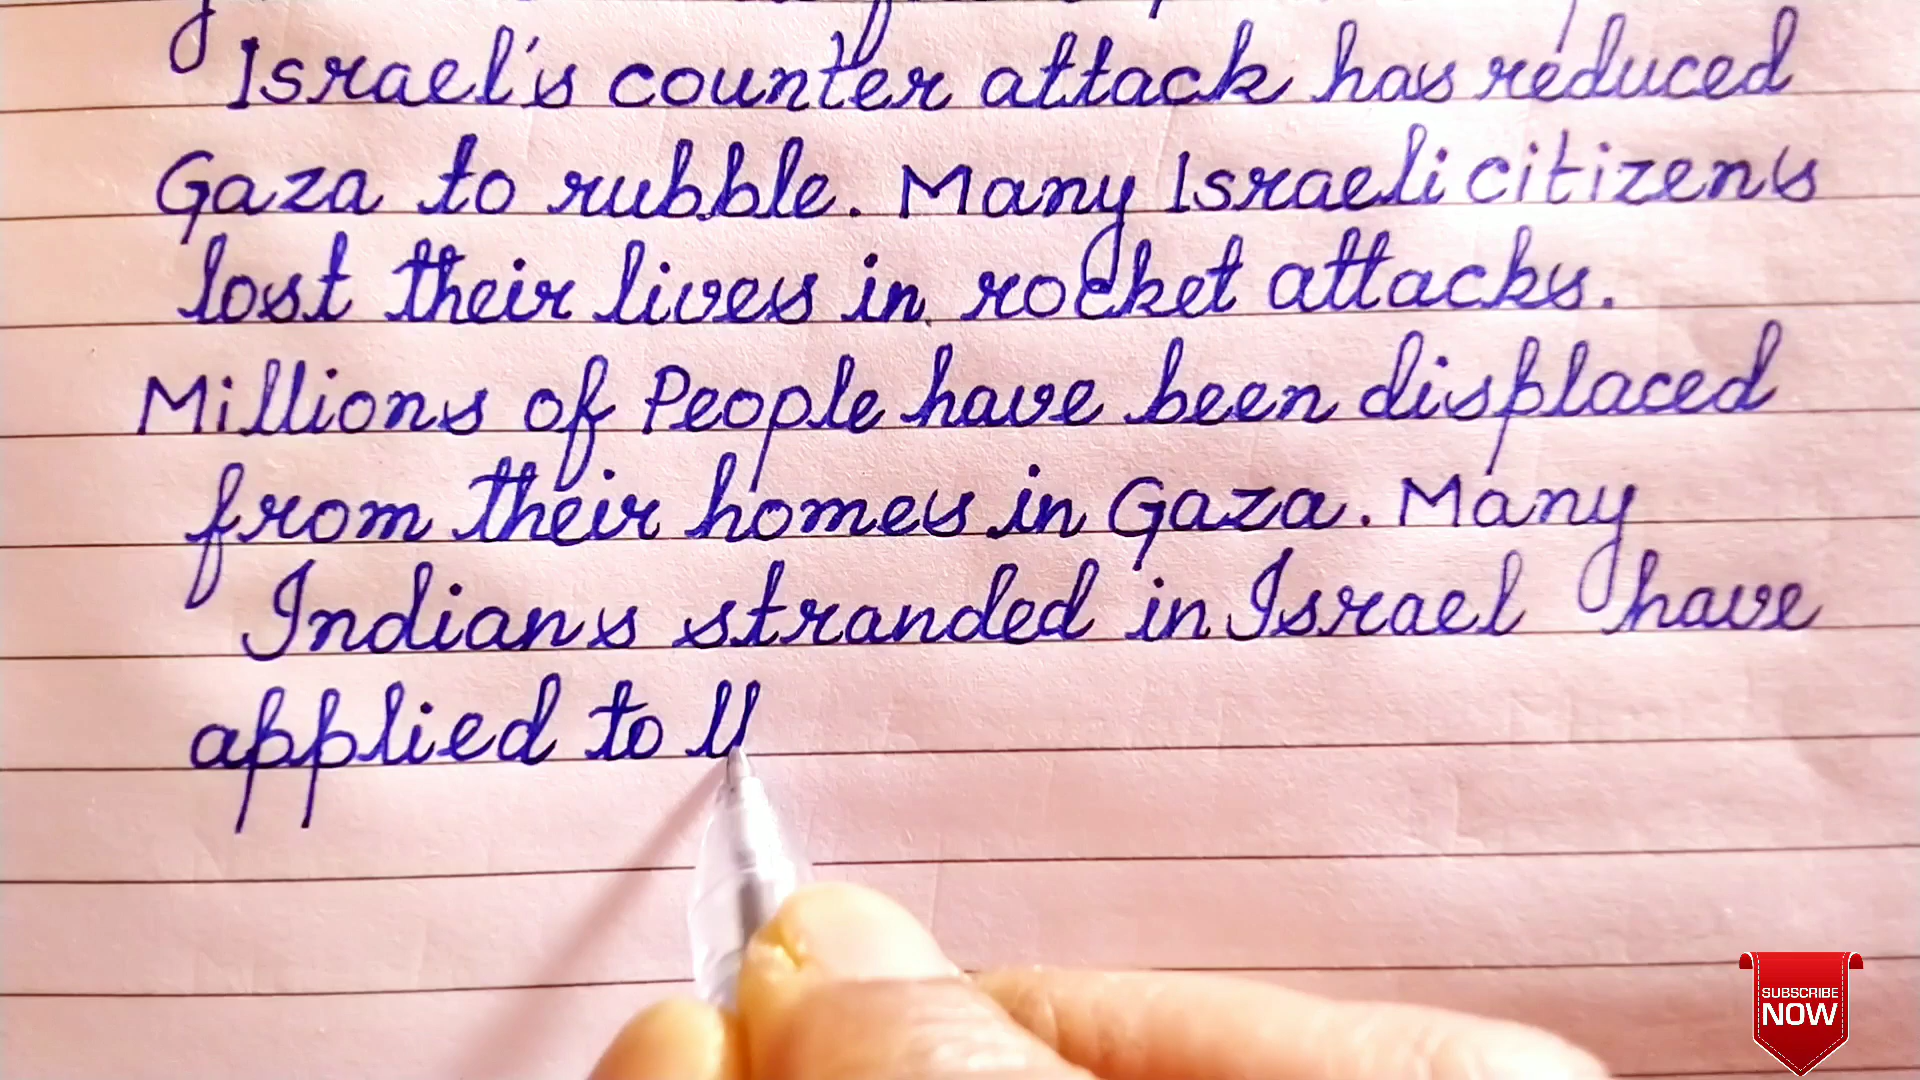 Israel's counter attack has reduced
Gaza to rubble. Many Israeli citizens
lost their lives in rocket attacks.
Millions of People have been displaced
from their homes in Gaza. Many
Indians stranded in Israel have
applied to
SUBSCRIBE
NOW